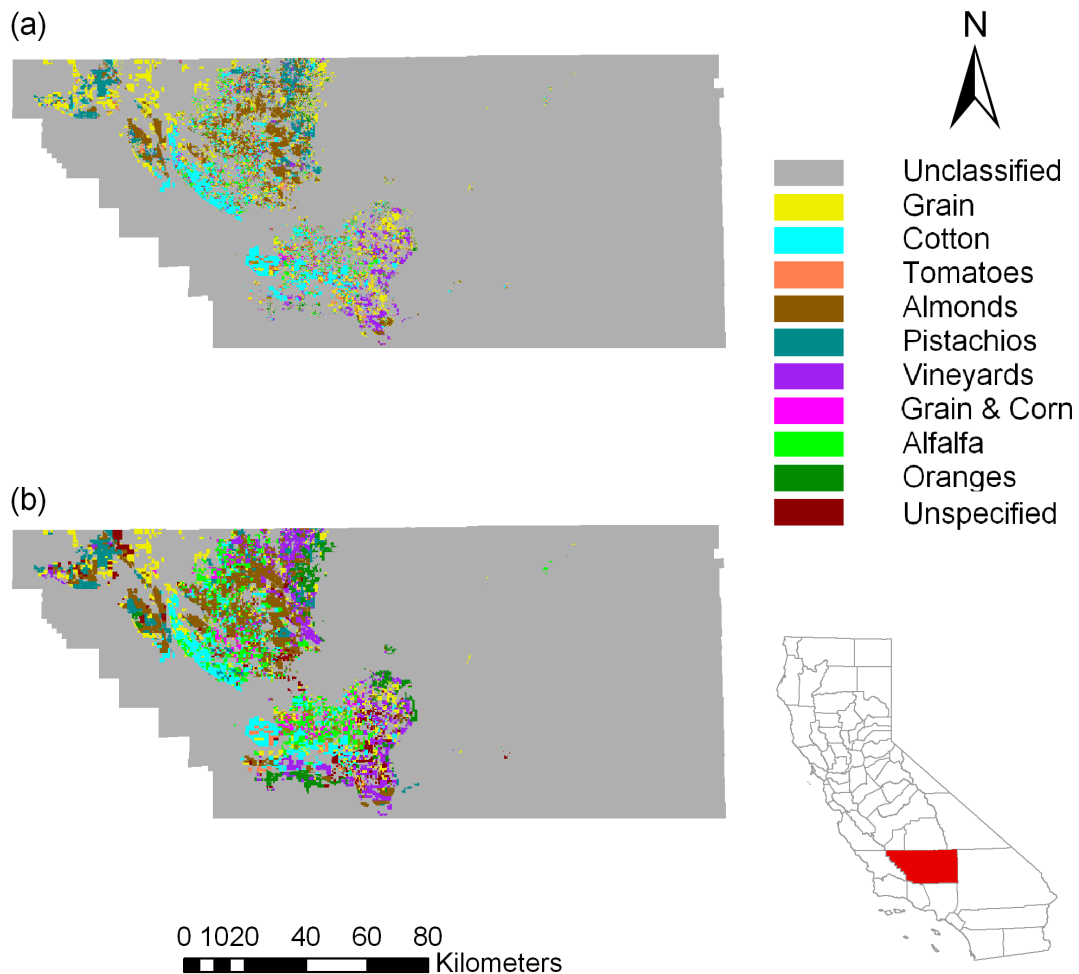 (a)
N
Unclassified
Grain
Cotton
Tomatoes
Almonds
Pistachios
Vineyards
Grain & Corn
Alfalfa
Oranges
Unspecified
(b)
0 1020 40 60 80
Kilometers